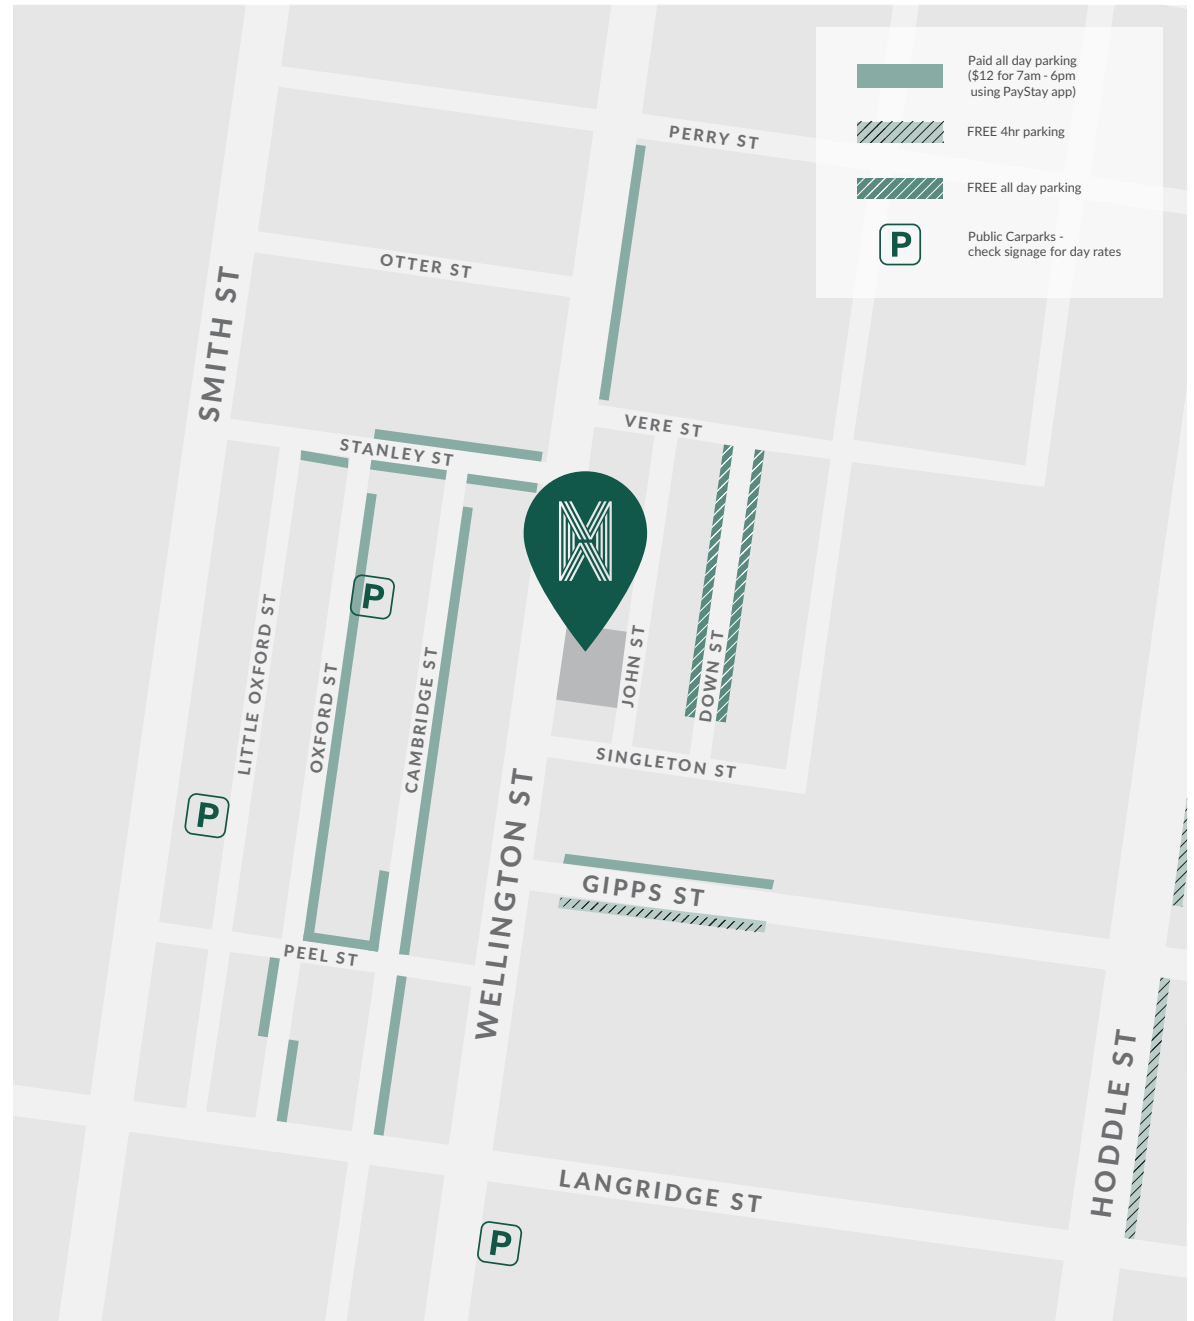 Paid all day parking
($12 for 7am - 6pm
using PayStay app)
FREE 4hr parking
FREE all day parking
P
Public Carparks -
check signage for day rates
PERRY ST
OTTER ST
SMITH ST
VERE ST
STANLEY ST
P
LITTLE OXFORD ST
OXFORD ST
CAMBRIDGE ST
JOHN ST
DOWN ST
SINGLETON ST
P
WELLINGTON ST
GIPPS ST
PEEL ST
HODDLE ST
LANGRIDGE ST
P